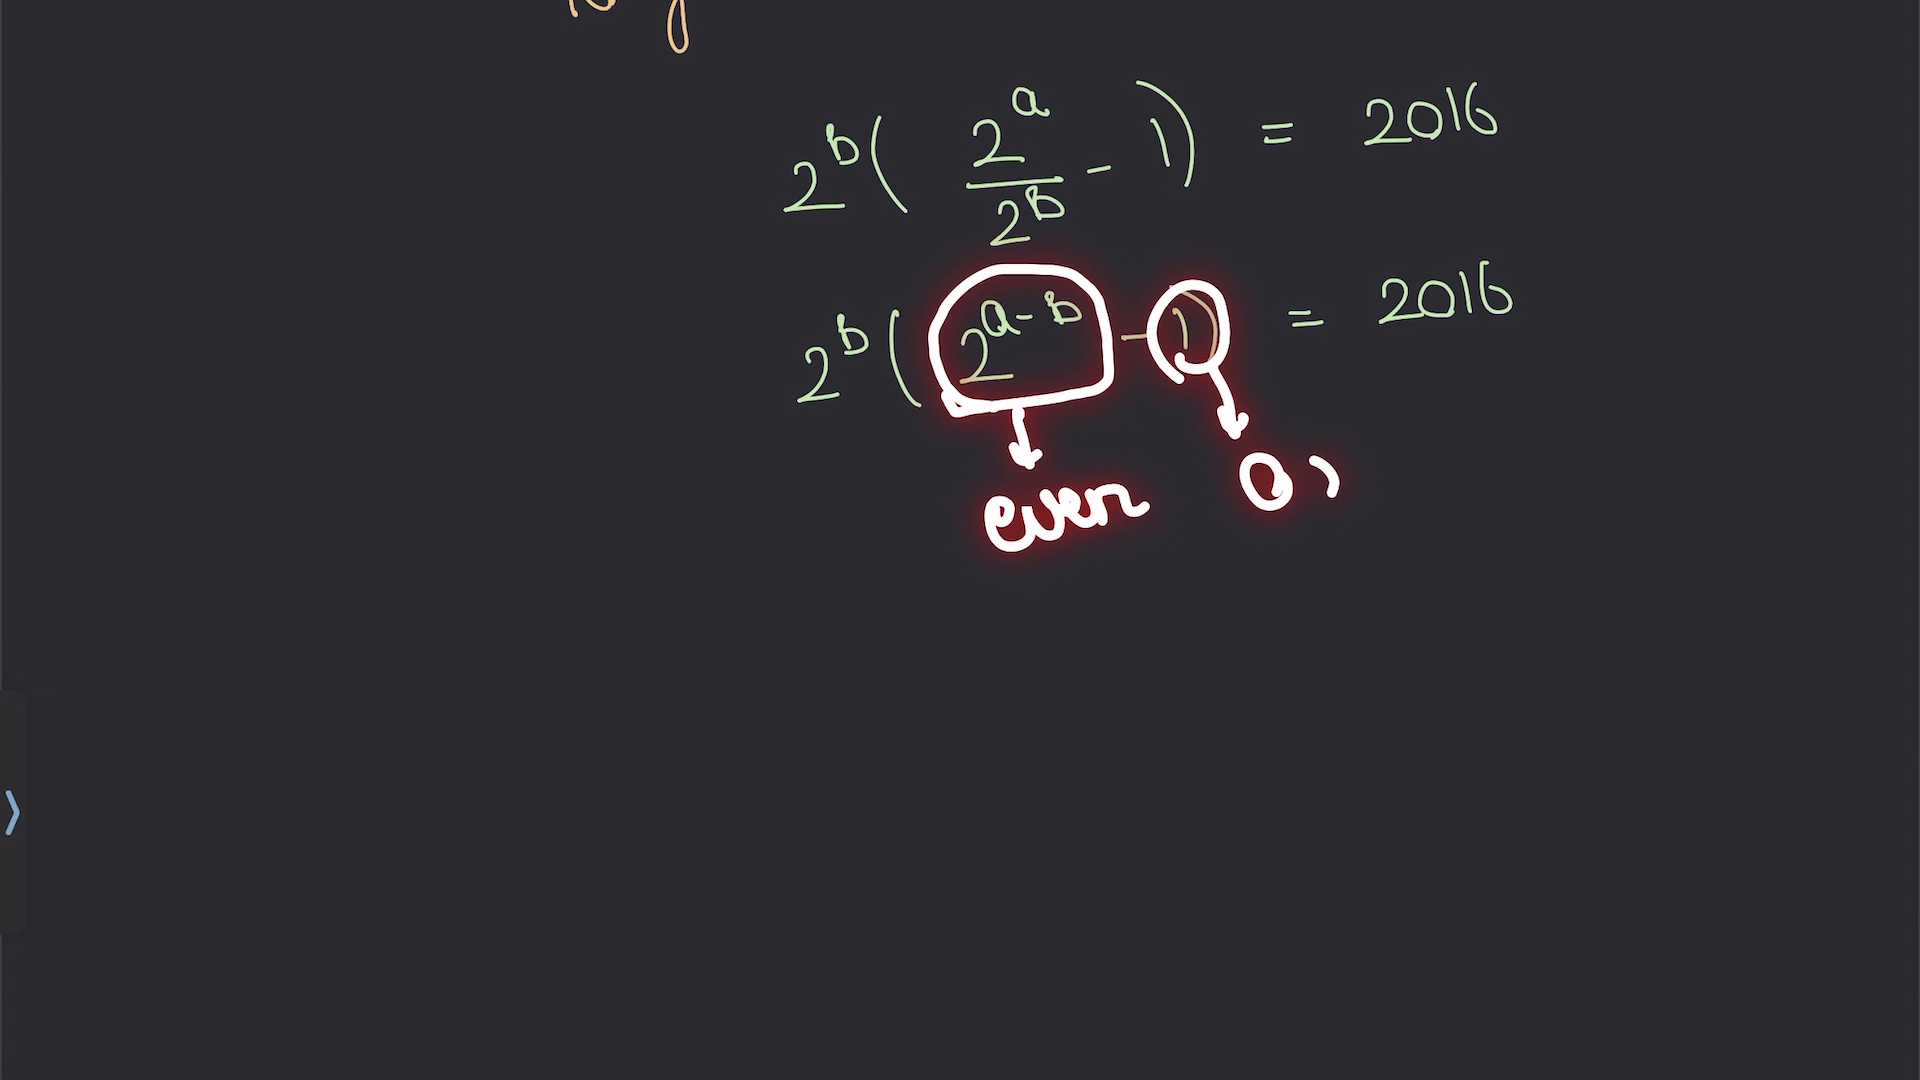 2^b ( 2^a / 2^b - 1 ) = 2016
2^b ( 2^{a-b} - 1 ) = 2016
even